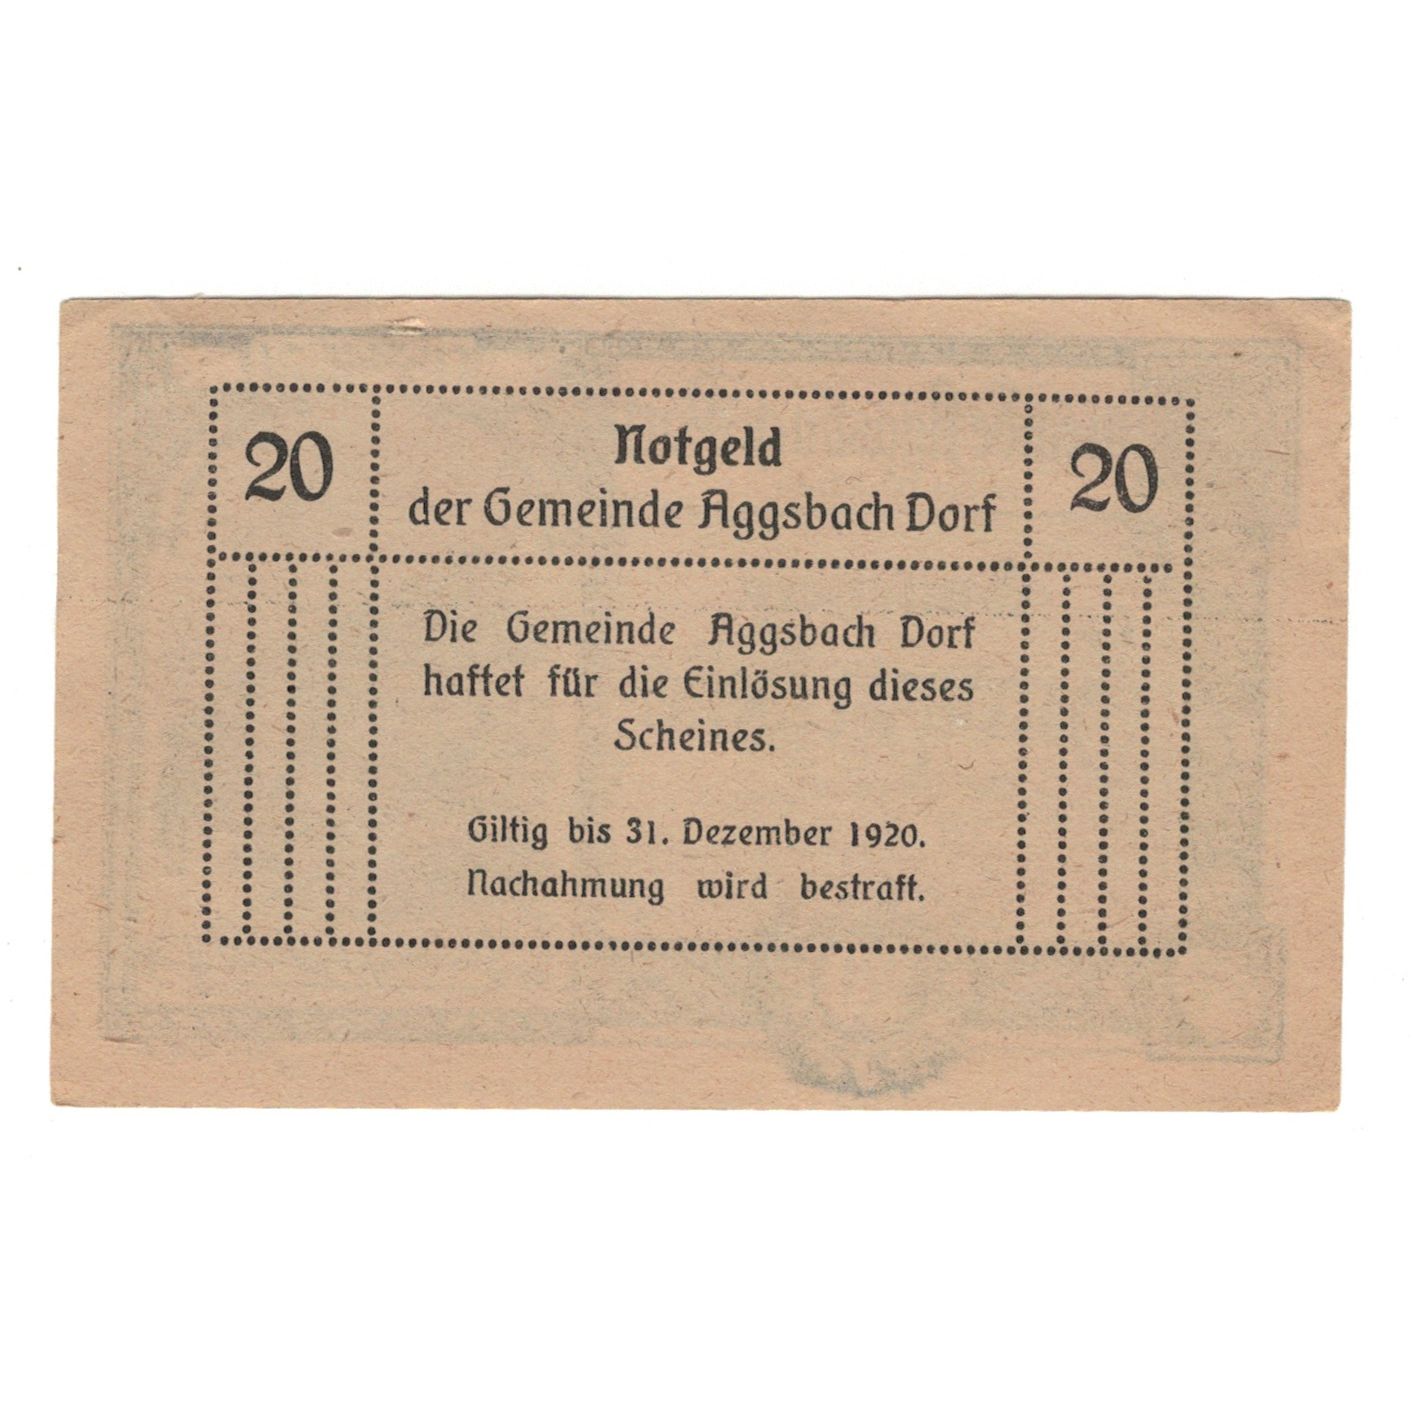 20
Notgeld
der Gemeinde Aggsbach Dorf
20
Die Gemeinde Aggsbach Dorf
haftet für die Einlösung dieses
Scheines.
Giltig bis 31. Dezember 1920.
Nachahmung wird bestraft.